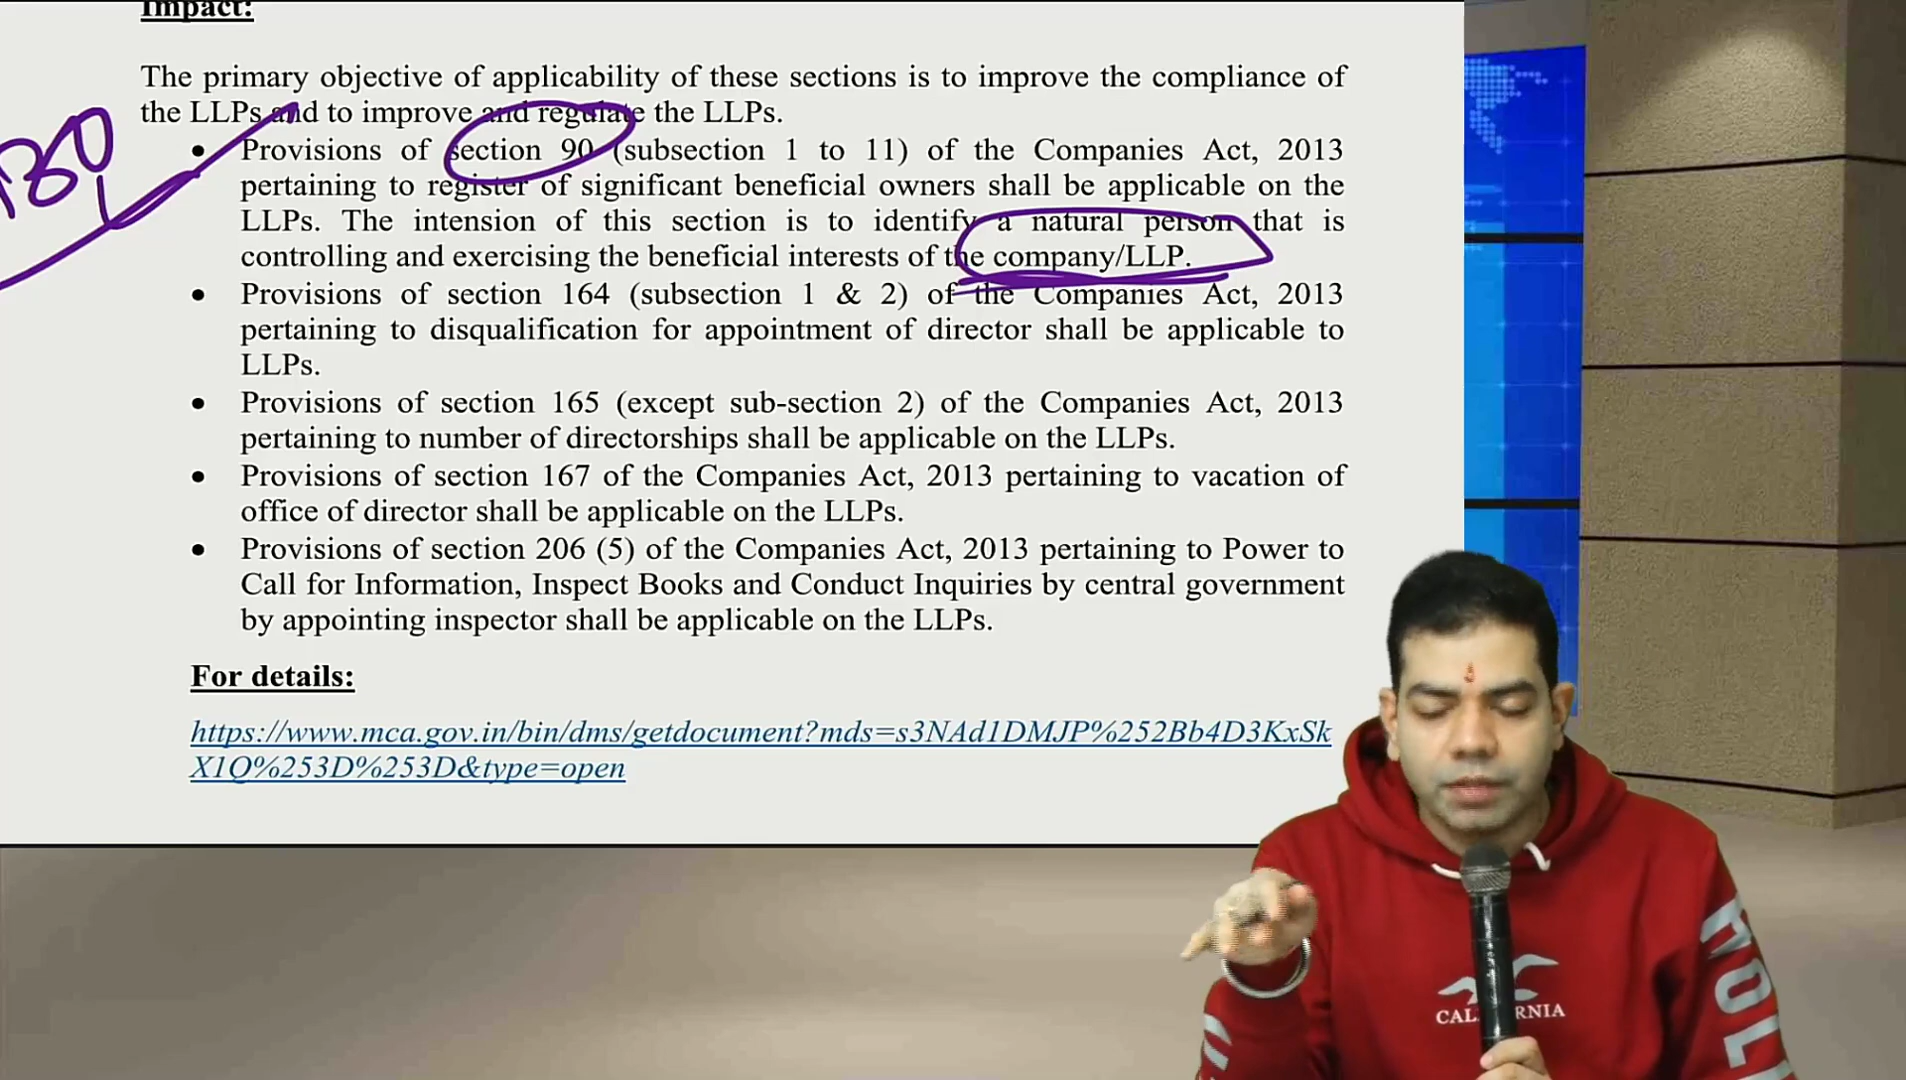 Impact:
The primary objective of applicability of these sections is to improve the compliance of
the LLPs and to improve and regulate the LLPs.
• Provisions of section 90 (subsection 1 to 11) of the Companies Act, 2013
pertaining to register of significant beneficial owners shall be applicable on the
LLPs. The intension of this section is to identify a natural person that is
controlling and exercising the beneficial interests of the company/LLP.
• Provisions of section 164 (subsection 1 & 2) of the Companies Act, 2013
pertaining to disqualification for appointment of director shall be applicable to
LLPs.
• Provisions of section 165 (except sub-section 2) of the Companies Act, 2013
pertaining to number of directorships shall be applicable on the LLPs.
• Provisions of section 167 of the Companies Act, 2013 pertaining to vacation of
office of director shall be applicable on the LLPs.
• Provisions of section 206 (5) of the Companies Act, 2013 pertaining to Power to
Call for Information, Inspect Books and Conduct Inquiries by central government
by appointing inspector shall be applicable on the LLPs.
For details:
https://www.mca.gov.in/bin/dms/getdocument?mds=s3NAd1DMJP%252Bb4D3KxSk
X1Q%253D%253D&type=open